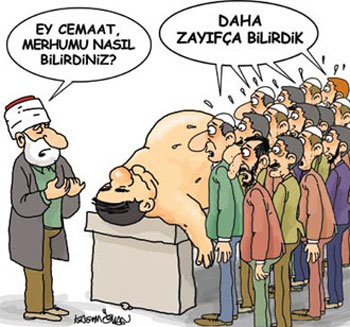 EY CEMAAT,
MERHUMU NASIL
BİLİRDİNİZ?
DAHA
ZAYIFÇA BİLİRDİK